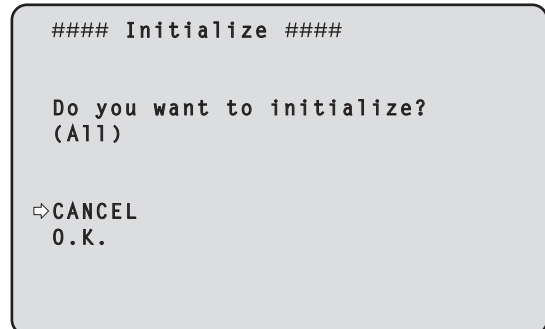 #### Initialize ####
Do you want to initialize?
(All)
⇨CANCEL
O.K.